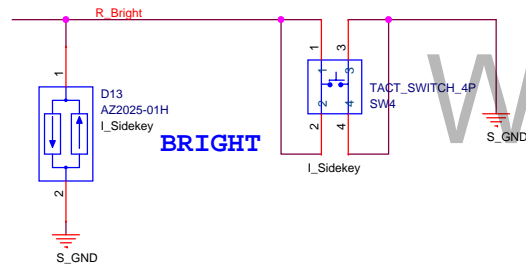 R_Bright
1
3
1
D13
AZ2025-01H
I_Sidekey
1
3
2
4
TACT_SWITCH_4P
SW4
W
BRIGHT
2
4
S_GND
I_Sidekey
2
S_GND